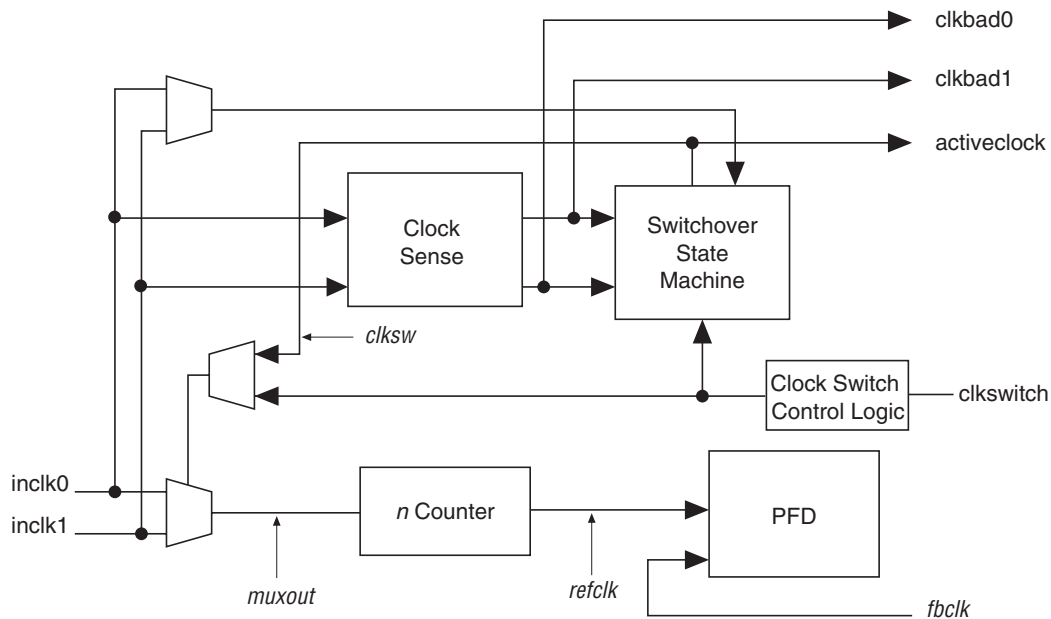 clkbad0
clkbad1
activeclock
Clock
Sense
Switchover
State
Machine
clksw
Clock Switch
Control Logic
clkswitch
inclk0
inclk1
n Counter
PFD
muxout
refclk
fbclk